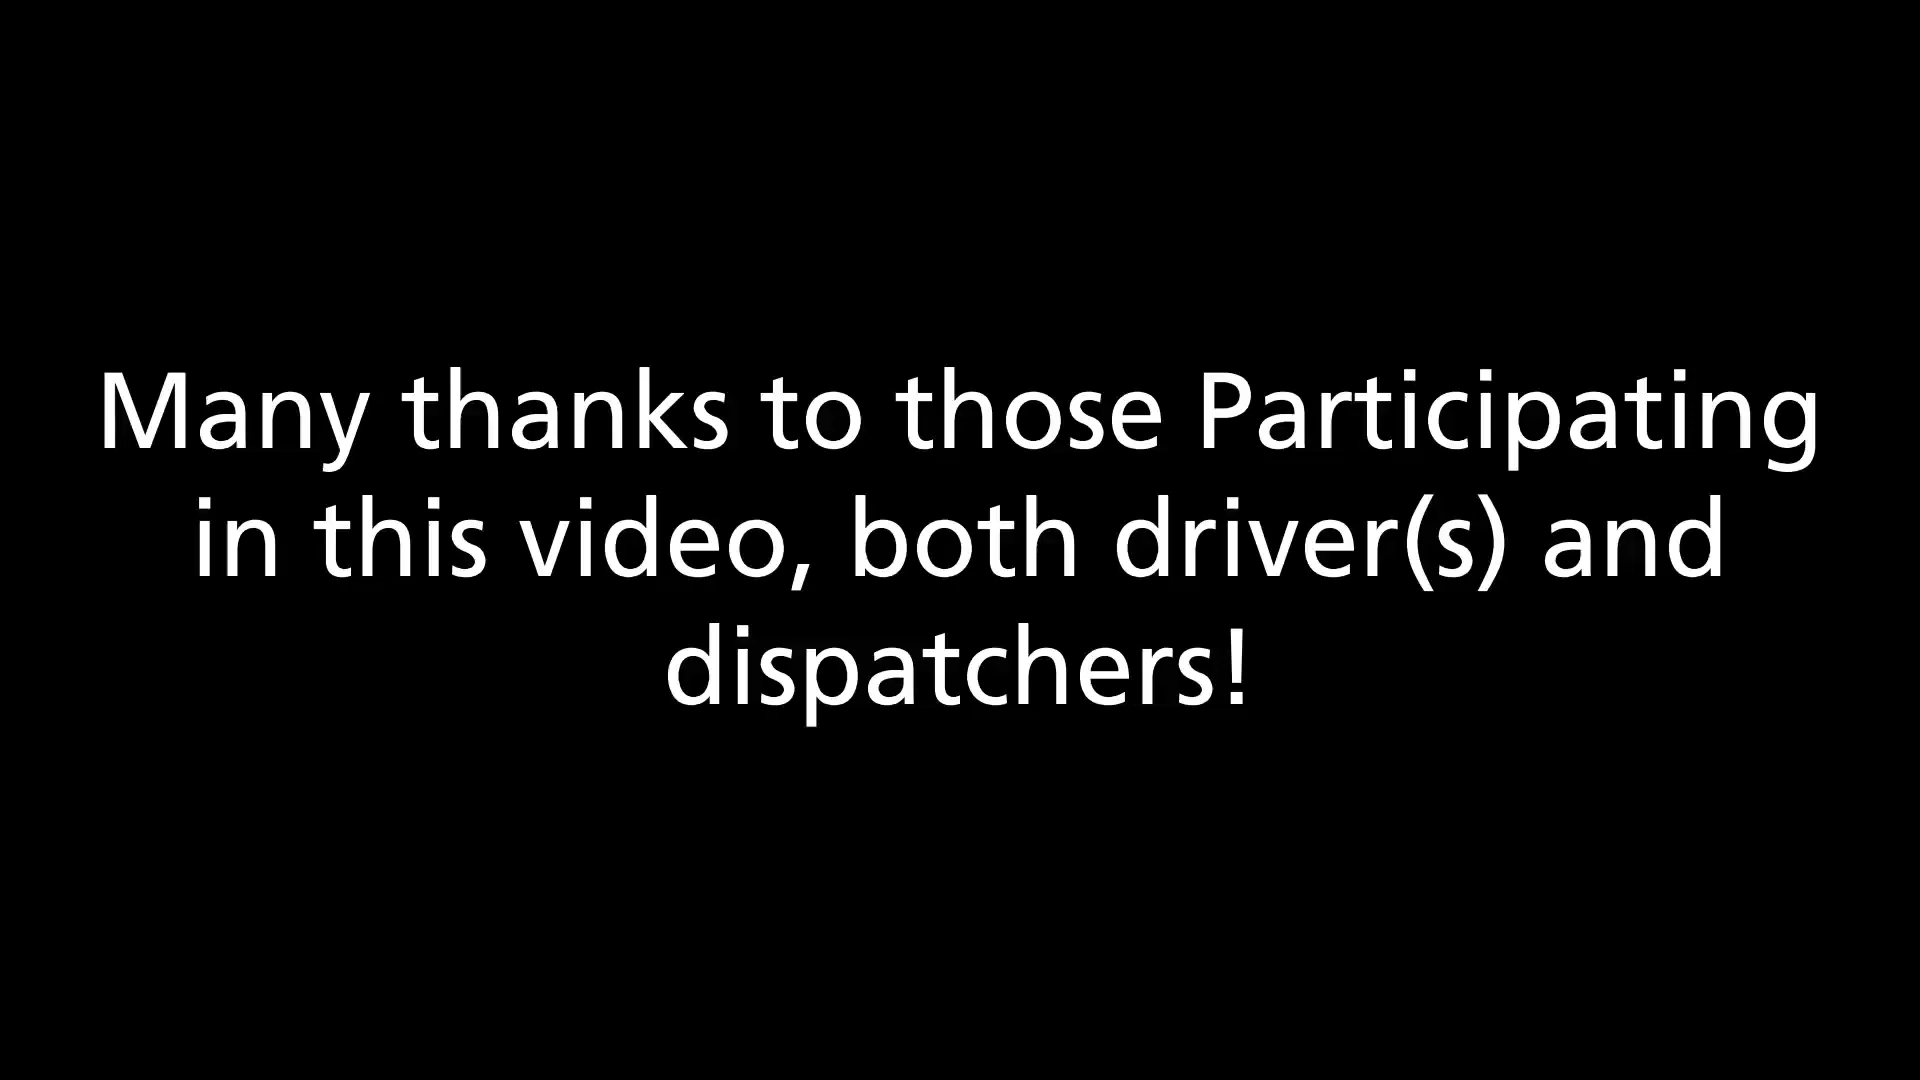 Many thanks to those Participating
in this video, both driver(s) and
dispatchers!